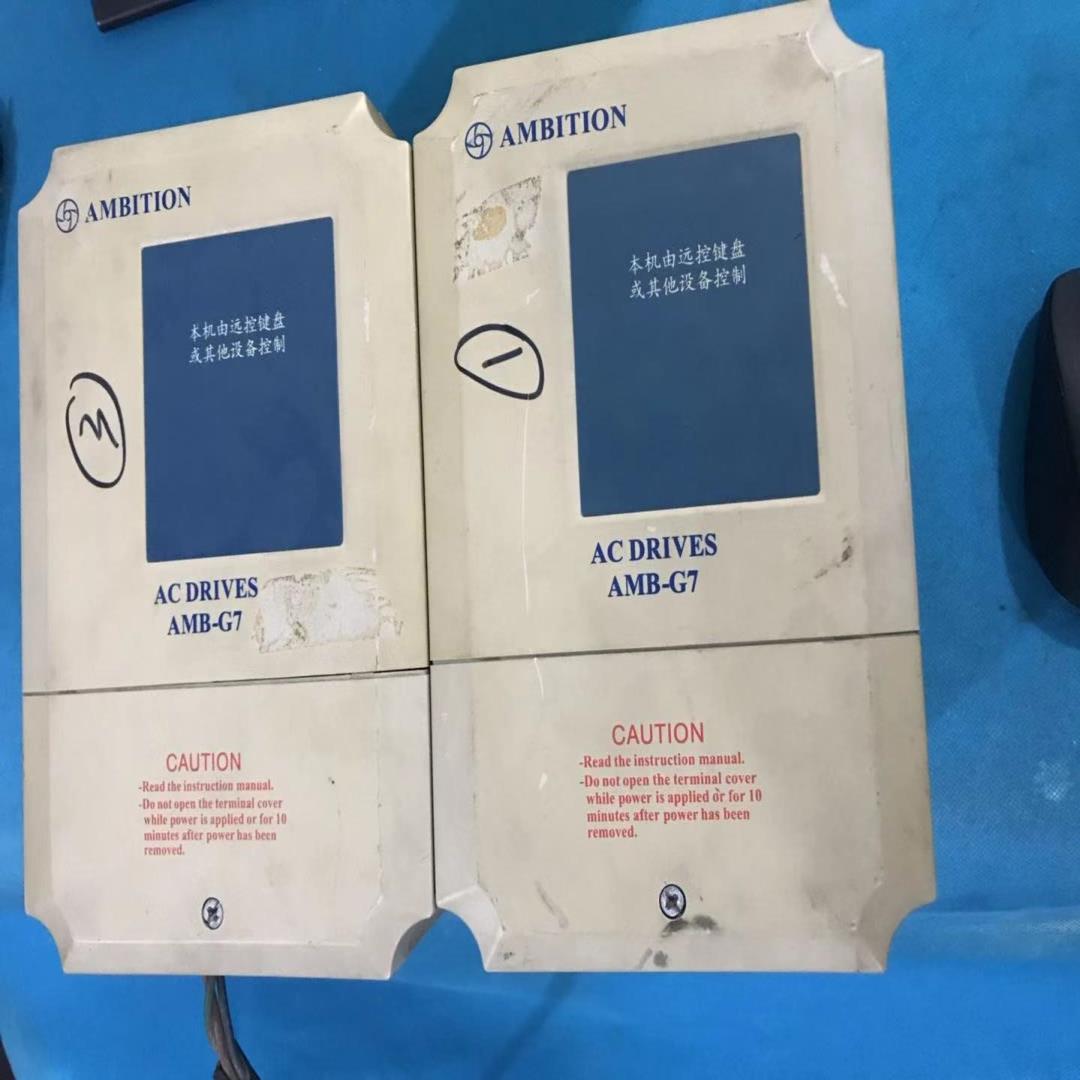 AMBITION
本机由远控键盘
或其他设备控制
AC DRIVES
AMB-G7
CAUTION
-Read the instruction manual.
-Do not open the terminal cover
while power is applied or for 10
minutes after power has been
removed.
AMBITION
本机由远控键盘
或其他设备控制
1
AC DRIVES
AMB-G7
CAUTION
-Read the instruction manual.
-Do not open the terminal cover
while power is applied or for 10
minutes after power has been
removed.